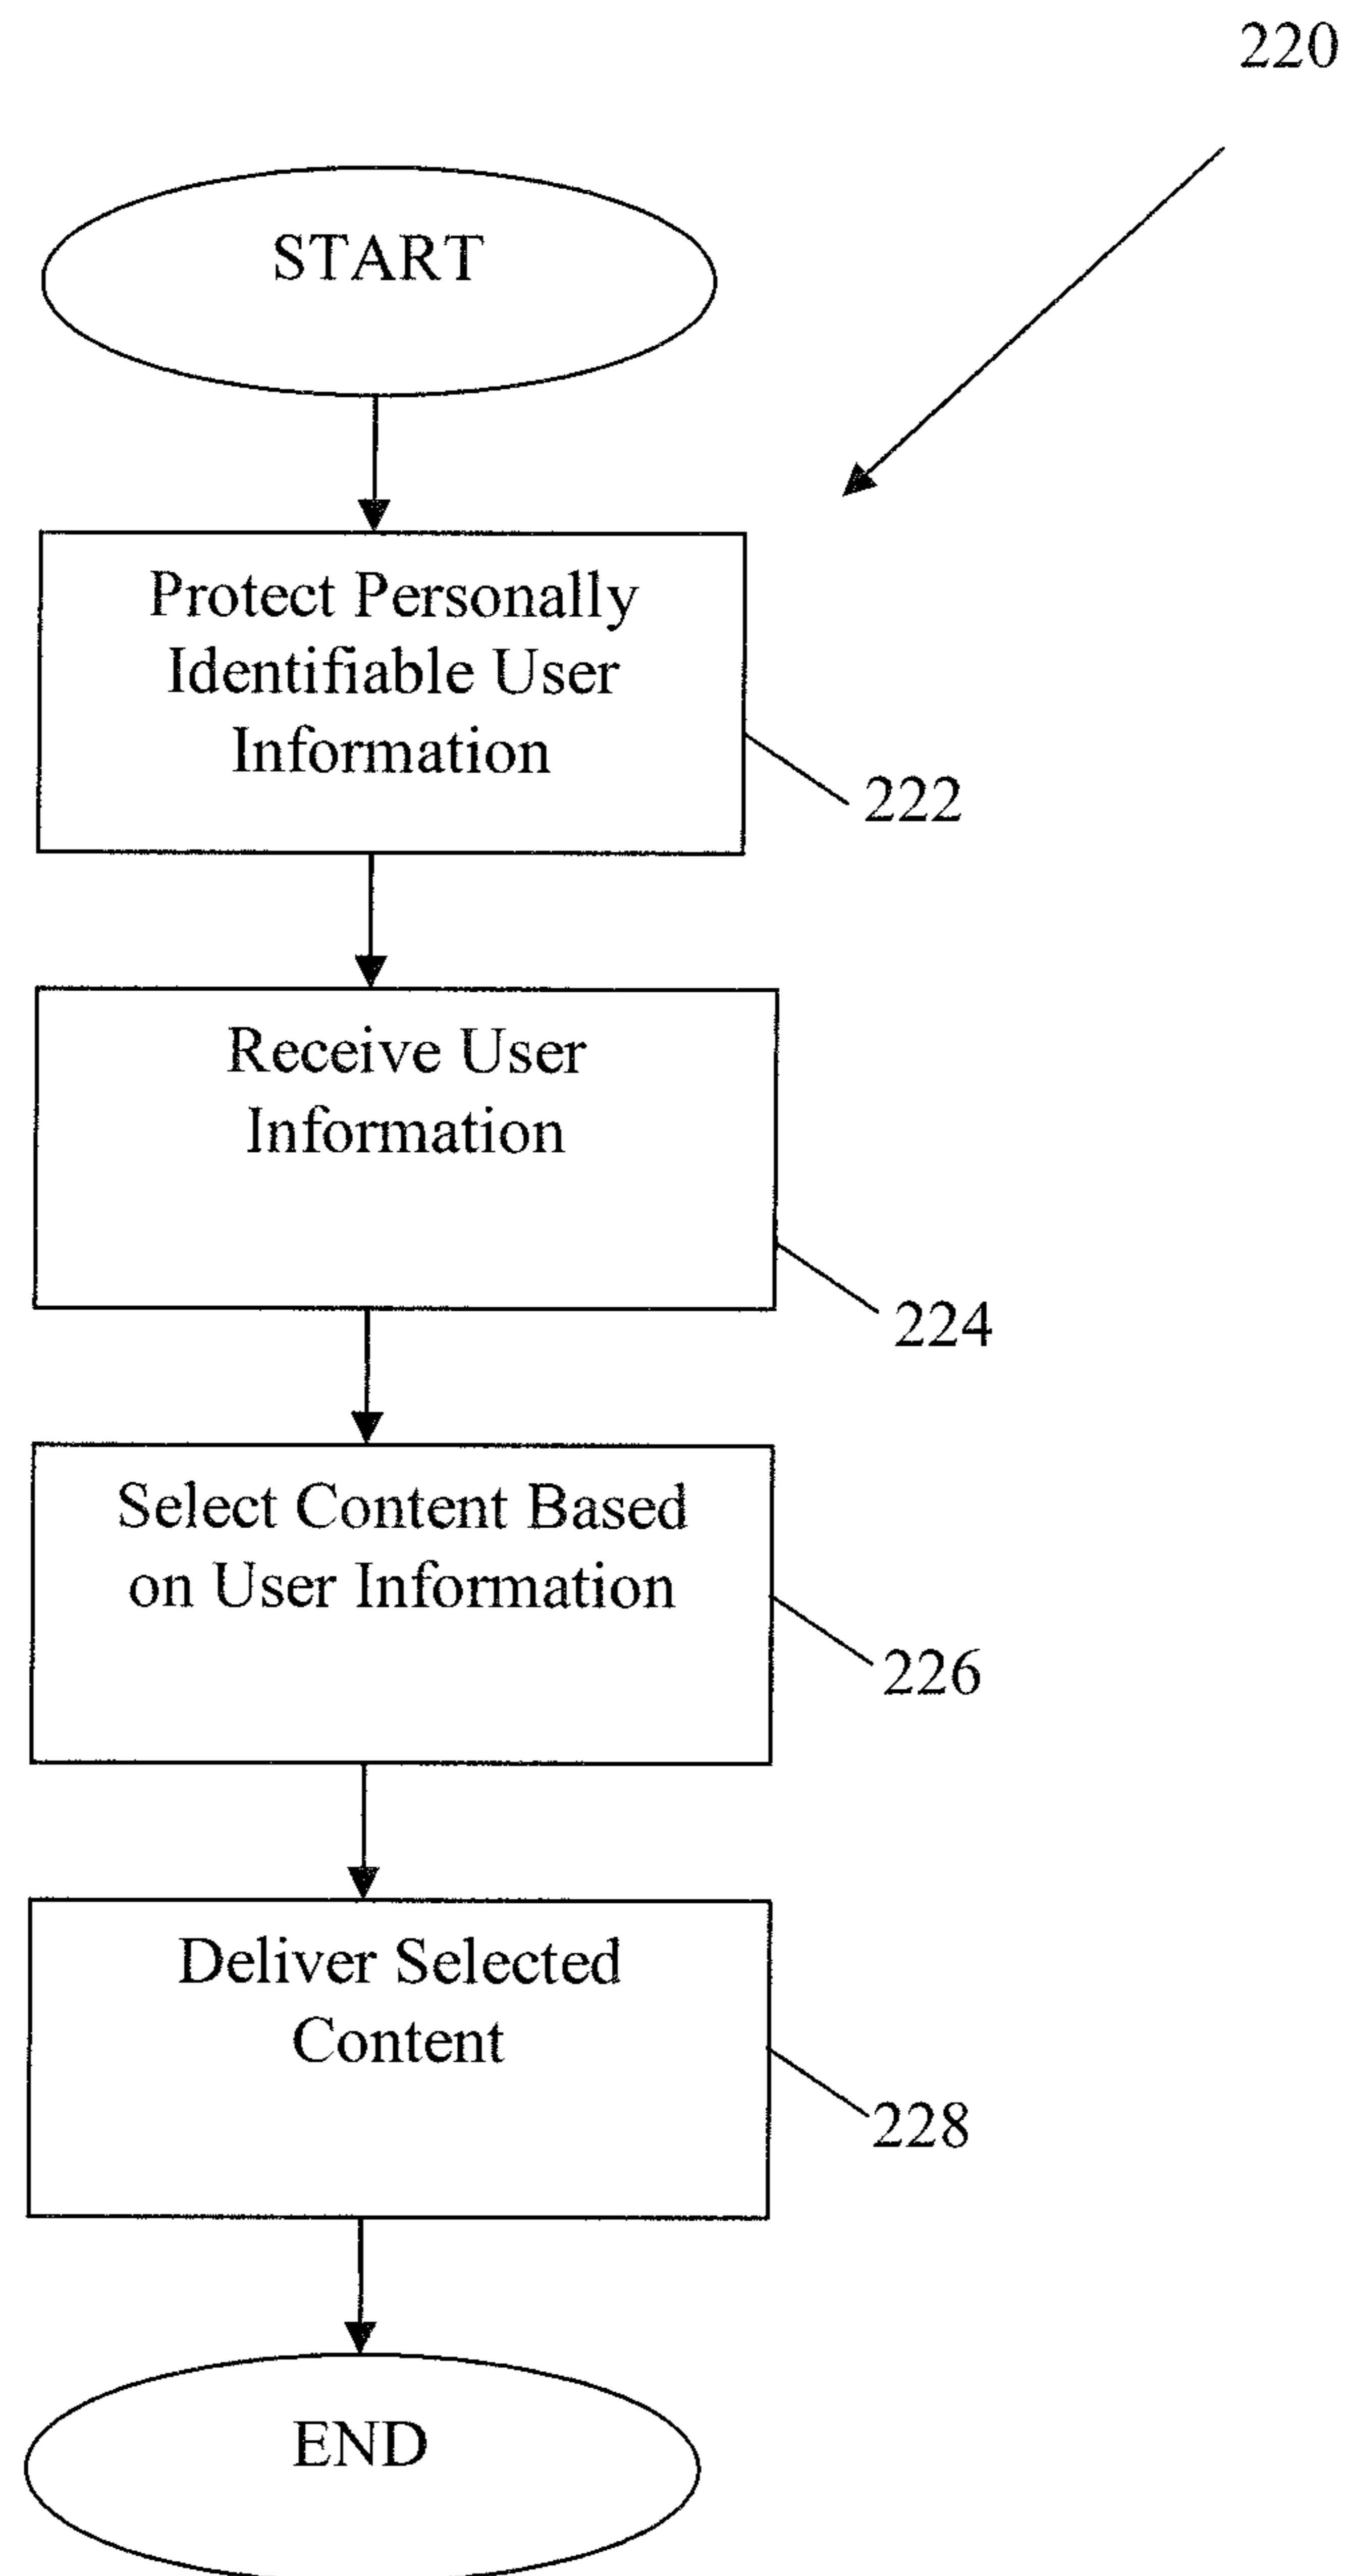 220
START
Protect Personally
Identifiable User
Information
222
Receive User
Information
224
Select Content Based
on User Information
226
Deliver Selected
Content
228
END